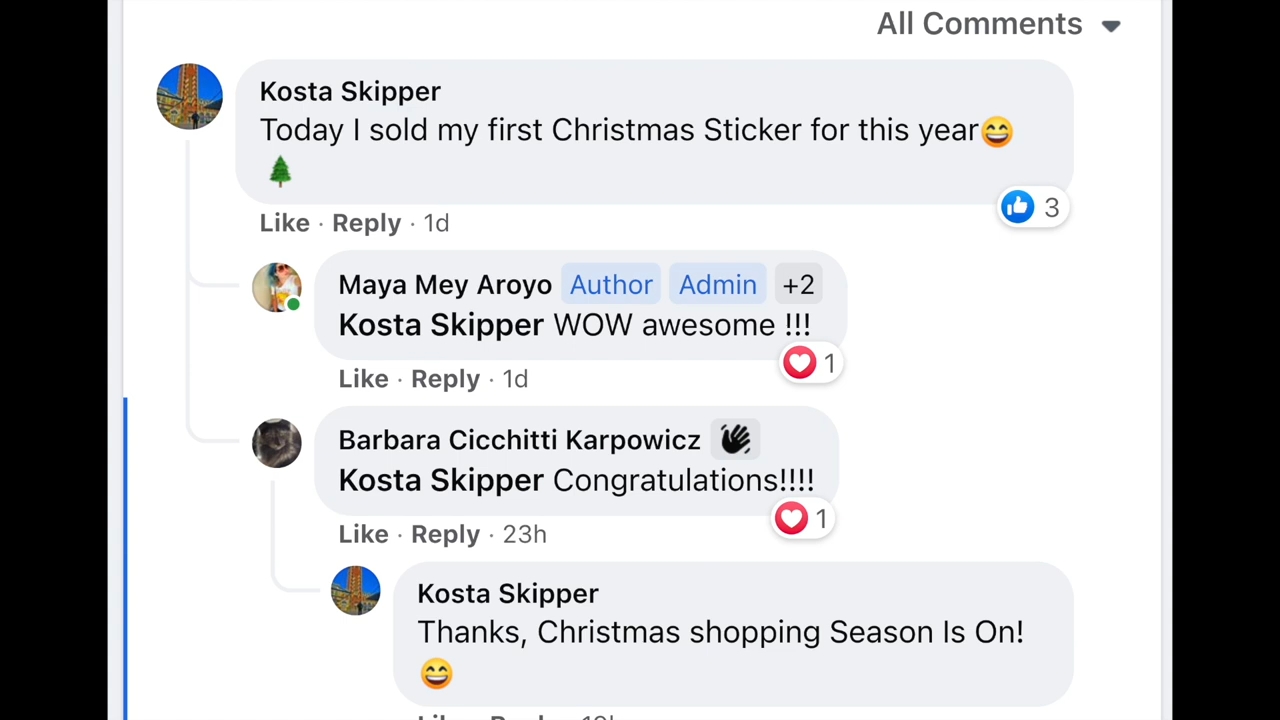 All Comments
Kosta Skipper
Today I sold my first Christmas Sticker for this year😄
🌲
Like · Reply · 1d
3
Maya Mey Aroyo Author Admin +2
Kosta Skipper WOW awesome !!!
1
Like · Reply · 1d
Barbara Cicchitti Karpowicz 👋
Kosta Skipper Congratulations!!!!
1
Like · Reply · 23h
Kosta Skipper
Thanks, Christmas shopping Season Is On!
😄